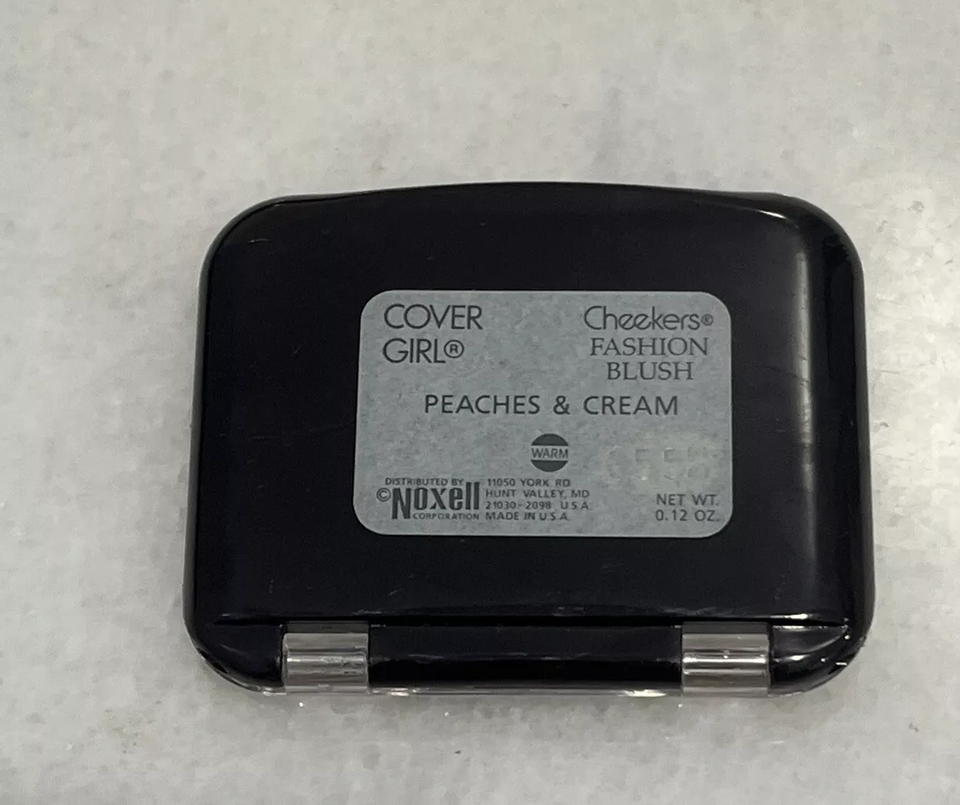 COVER
GIRL®
Cheekers®
FASHION
BLUSH
PEACHES & CREAM
WARM
DISTRIBUTED BY
©Noxell
CORPORATION
11050 YORK RD
HUNT VALLEY, MD
21030-2098 U.S.A.
MADE IN U.S.A.
NET WT.
0.12 OZ.